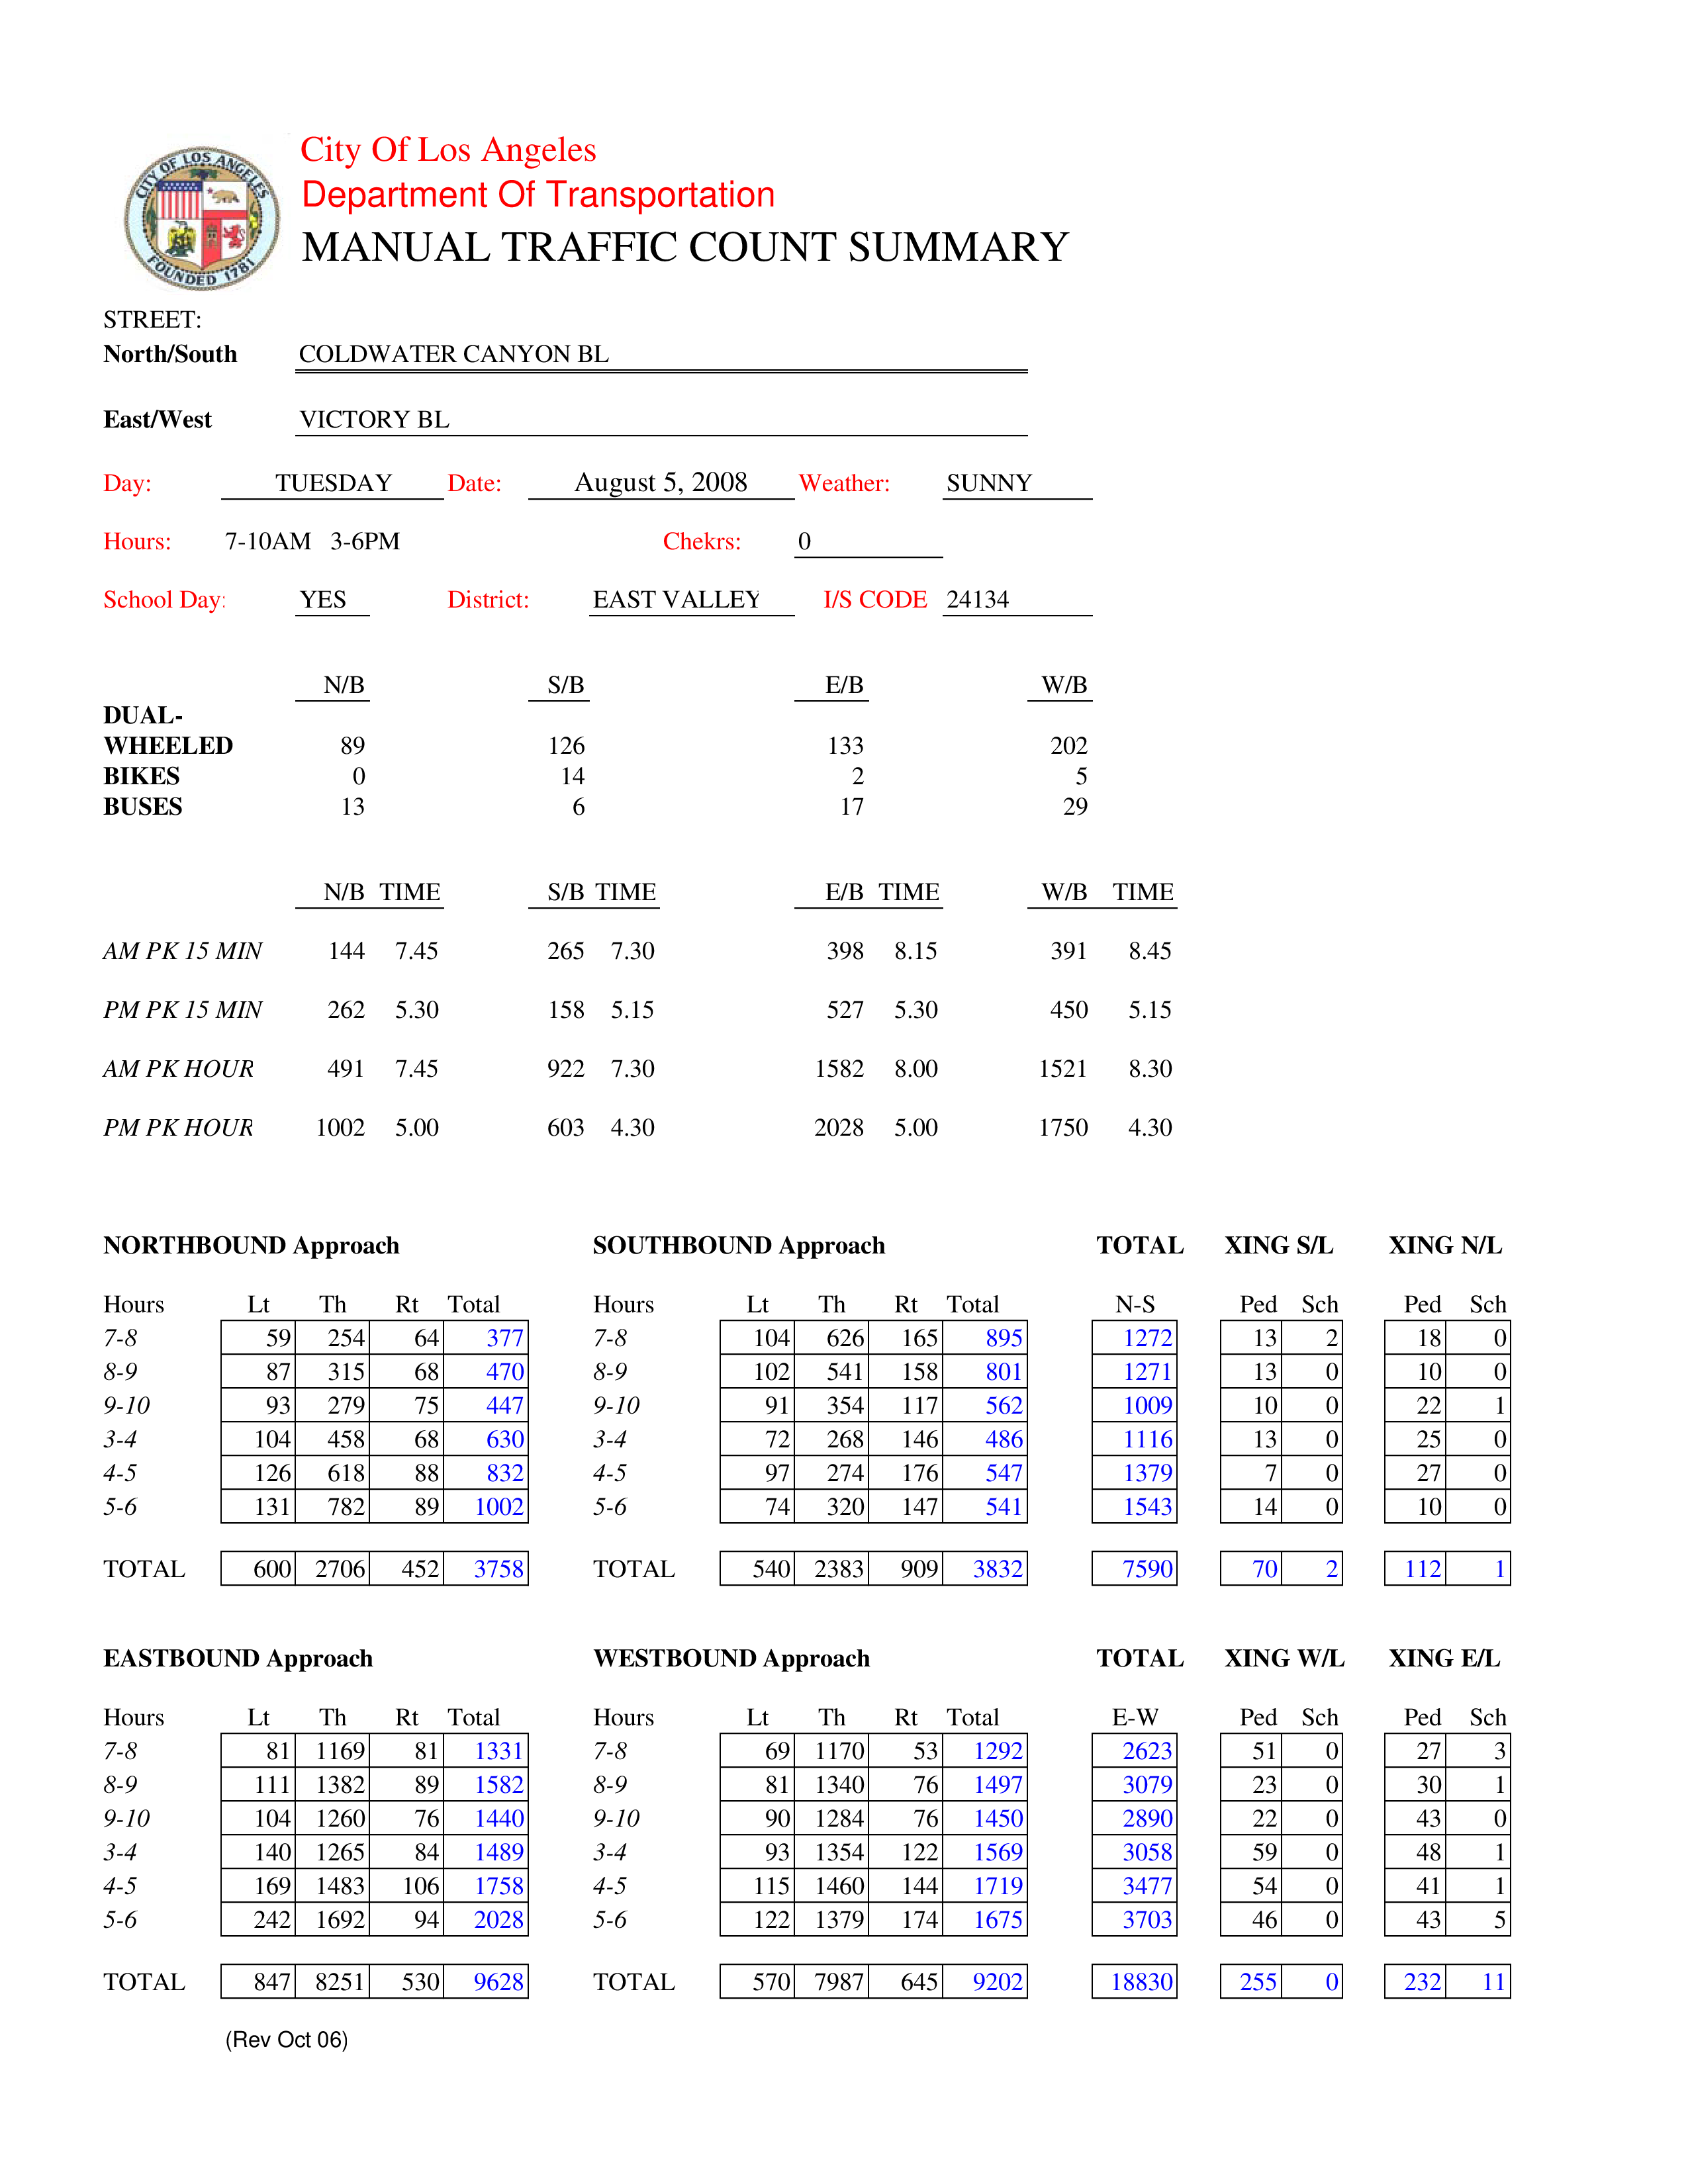 CITY OF LOS ANGELES
FOUNDED 1781
City Of Los Angeles
Department Of Transportation
MANUAL TRAFFIC COUNT SUMMARY
STREET:
North/South COLDWATER CANYON BL
East/West VICTORY BL
Day: TUESDAY Date: August 5, 2008 Weather: SUNNY
Hours: 7-10AM 3-6PM Chekrs: 0
School Day: YES District: EAST VALLEY I/S CODE 24134
N/B S/B E/B W/B
DUAL-
WHEELED 89 126 133 202
BIKES 0 14 2 5
BUSES 13 6 17 29
N/B TIME S/B TIME E/B TIME W/B TIME
AM PK 15 MIN 144 7.45 265 7.30 398 8.15 391 8.45
PM PK 15 MIN 262 5.30 158 5.15 527 5.30 450 5.15
AM PK HOUR 491 7.45 922 7.30 1582 8.00 1521 8.30
PM PK HOUR 1002 5.00 603 4.30 2028 5.00 1750 4.30
NORTHBOUND Approach SOUTHBOUND Approach TOTAL XING S/L XING N/L
Hours Lt Th Rt Total Hours Lt Th Rt Total N-S Ped Sch Ped Sch
7-8 59 254 64 377 7-8 104 626 165 895 1272 13 2 18 0
8-9 87 315 68 470 8-9 102 541 158 801 1271 13 0 10 0
9-10 93 279 75 447 9-10 91 354 117 562 1009 10 0 22 1
3-4 104 458 68 630 3-4 72 268 146 486 1116 13 0 25 0
4-5 126 618 88 832 4-5 97 274 176 547 1379 7 0 27 0
5-6 131 782 89 1002 5-6 74 320 147 541 1543 14 0 10 0
TOTAL 600 2706 452 3758 TOTAL 540 2383 909 3832 7590 70 2 112 1
EASTBOUND Approach WESTBOUND Approach TOTAL XING W/L XING E/L
Hours Lt Th Rt Total Hours Lt Th Rt Total E-W Ped Sch Ped Sch
7-8 81 1169 81 1331 7-8 69 1170 53 1292 2623 51 0 27 3
8-9 111 1382 89 1582 8-9 81 1340 76 1497 3079 23 0 30 1
9-10 104 1260 76 1440 9-10 90 1284 76 1450 2890 22 0 43 0
3-4 140 1265 84 1489 3-4 93 1354 122 1569 3058 59 0 48 1
4-5 169 1483 106 1758 4-5 115 1460 144 1719 3477 54 0 41 1
5-6 242 1692 94 2028 5-6 122 1379 174 1675 3703 46 0 43 5
TOTAL 847 8251 530 9628 TOTAL 570 7987 645 9202 18830 255 0 232 11
(Rev Oct 06)